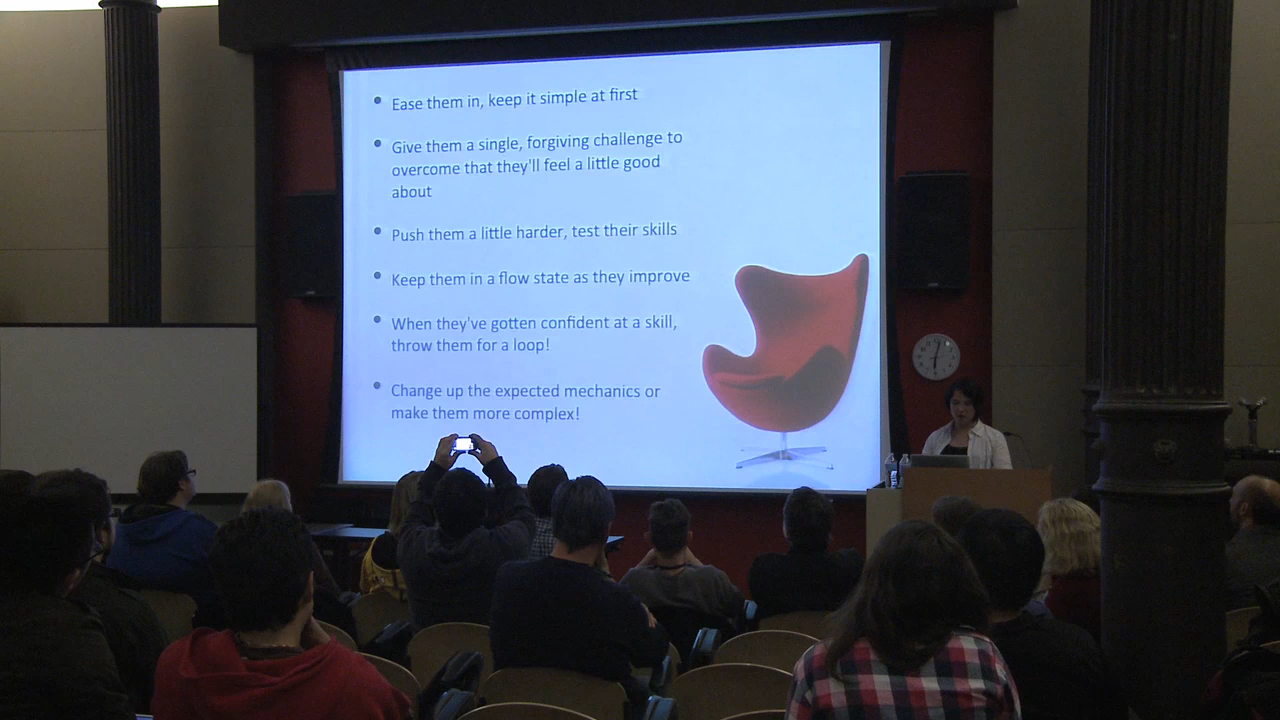 Ease them in, keep it simple at first
Give them a single, forgiving challenge to
overcome that they'll feel a little good
about
Push them a little harder, test their skills
Keep them in a flow state as they improve
When they've gotten confident at a skill,
throw them for a loop!
Change up the expected mechanics or
make them more complex!